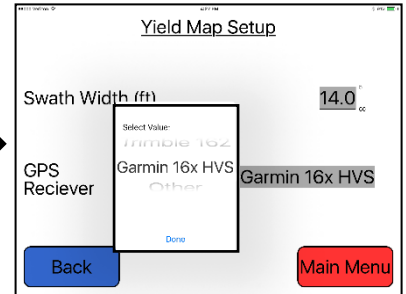 Yield Map Setup
Swath Width (ft)
14.0
Select Value:
Trimble 162
Garmin 16x HVS
Other
Done
GPS
Reciever
Garmin 16x HVS
Back
Main Menu